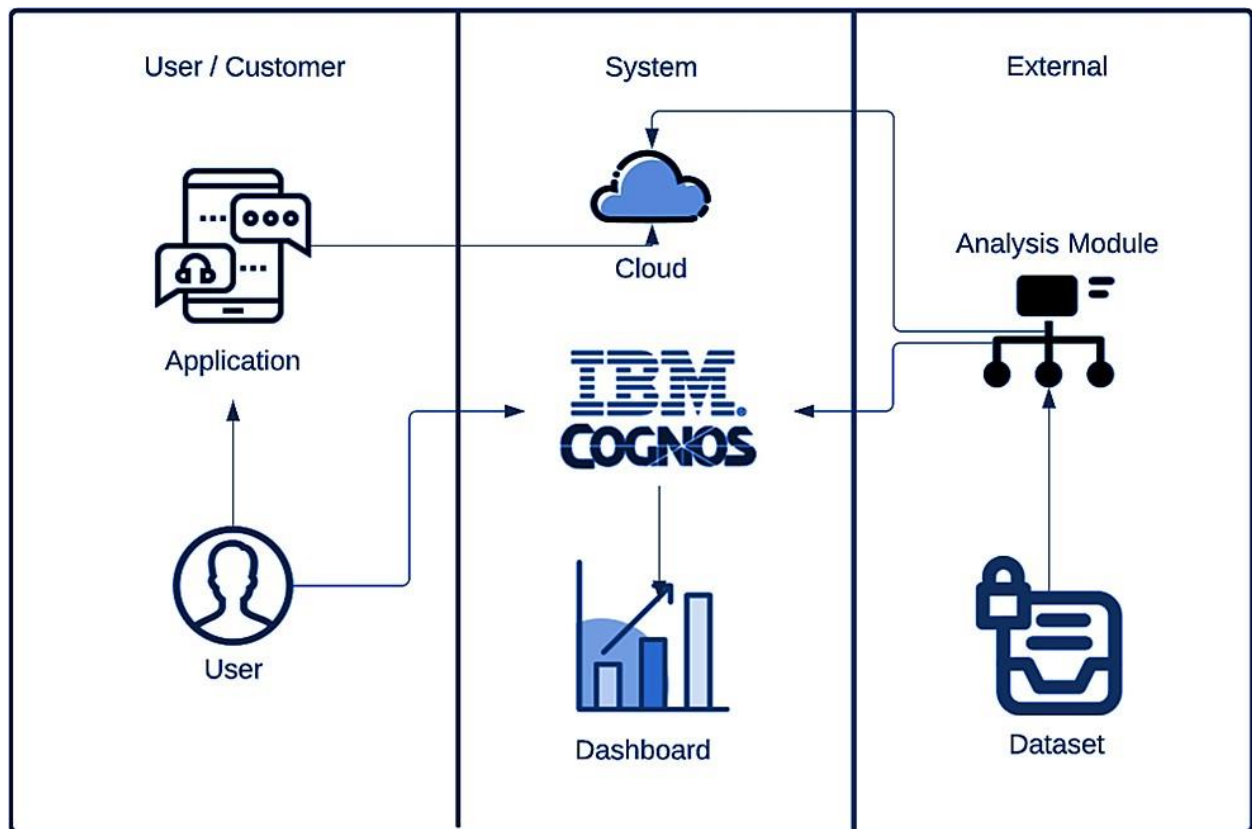 User / Customer
System
External
Analysis Module
Cloud
Application
IBM
COGNOS
User
Dashboard
Dataset